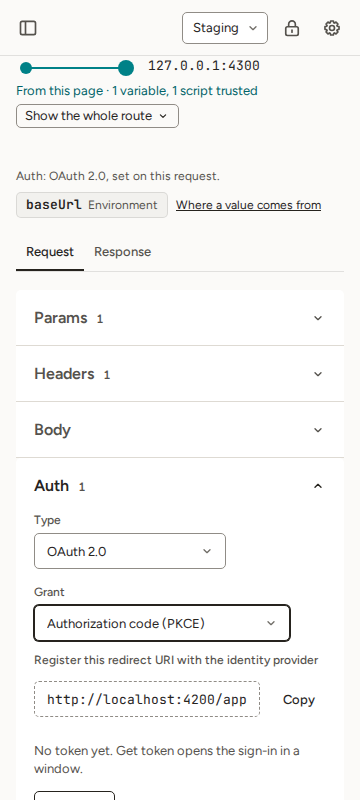 Staging
127.0.0.1:4300
From this page · 1 variable, 1 script trusted
Show the whole route
Auth: OAuth 2.0, set on this request.
baseUrl Environment Where a value comes from
Request Response
Params 1
Headers 1
Body
Auth 1
Type
OAuth 2.0
Grant
Authorization code (PKCE)
Register this redirect URI with the identity provider
http://localhost:4200/app Copy
No token yet. Get token opens the sign-in in a
window.